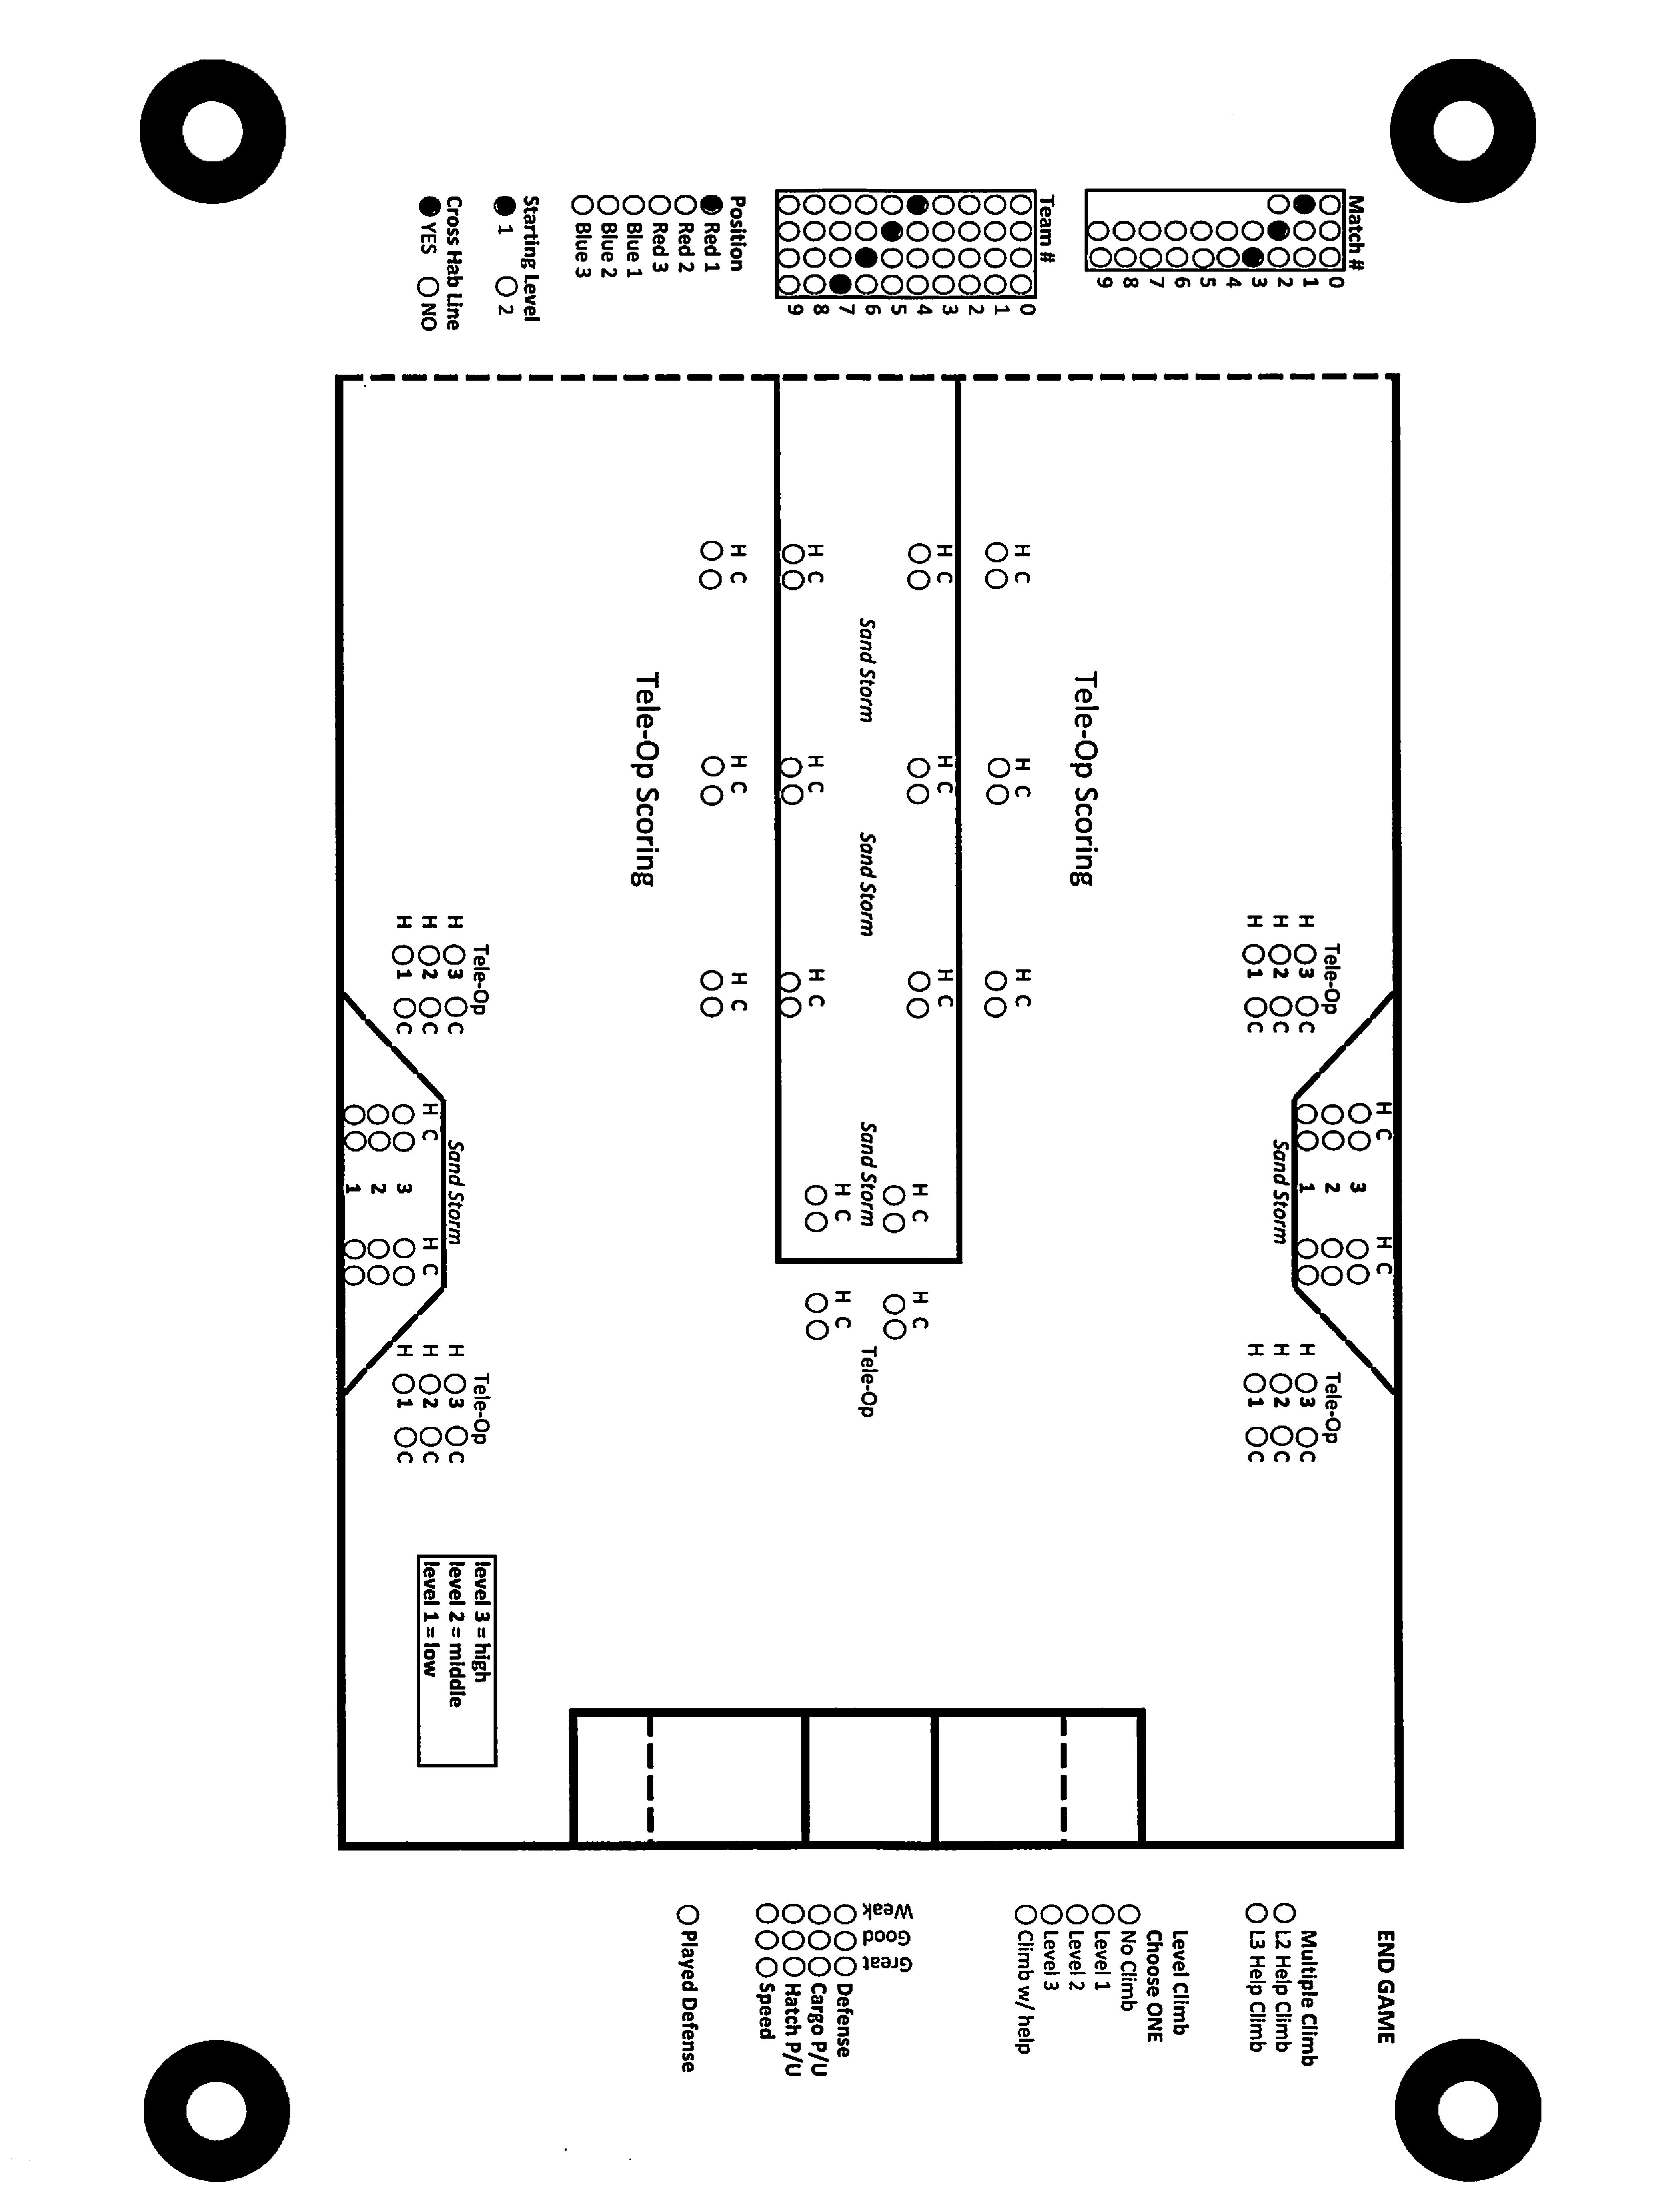 Match #
0
1
2
3
4
5
6
7
8
9
Team #
0
1
2
3
4
5
6
7
8
9
Position
Red 1
Red 2
Red 3
Blue 1
Blue 2
Blue 3
Starting Level
1 2
Cross Hab Line
YES NO
H C H C
Tele-Op 3 Tele-Op
H 3 C 2 H 3 C
H 2 C 1 H 2 C
H 1 C Sand Storm H 1 C
Tele-Op Scoring
H C H C H C
H C H C H C
H C H C
Sand Storm Sand Storm Sand Storm Tele-Op
H C H C
H C H C H C
H C H C H C
Tele-Op Scoring
Tele-Op Sand Storm Tele-Op
H 3 C H C H C H 3 C
H 2 C 3 H 2 C
H 1 C 2 H 1 C
1
level 3 = high
level 2 = middle
level 1 = low
END GAME
Multiple Climb
L2 Help Climb
L3 Help Climb
Level Climb
Choose ONE
No Climb
Level 1
Level 2
Level 3
Climb w/ help
Weak
Good
Great
Defense
Cargo P/U
Hatch P/U
Speed
Played Defense